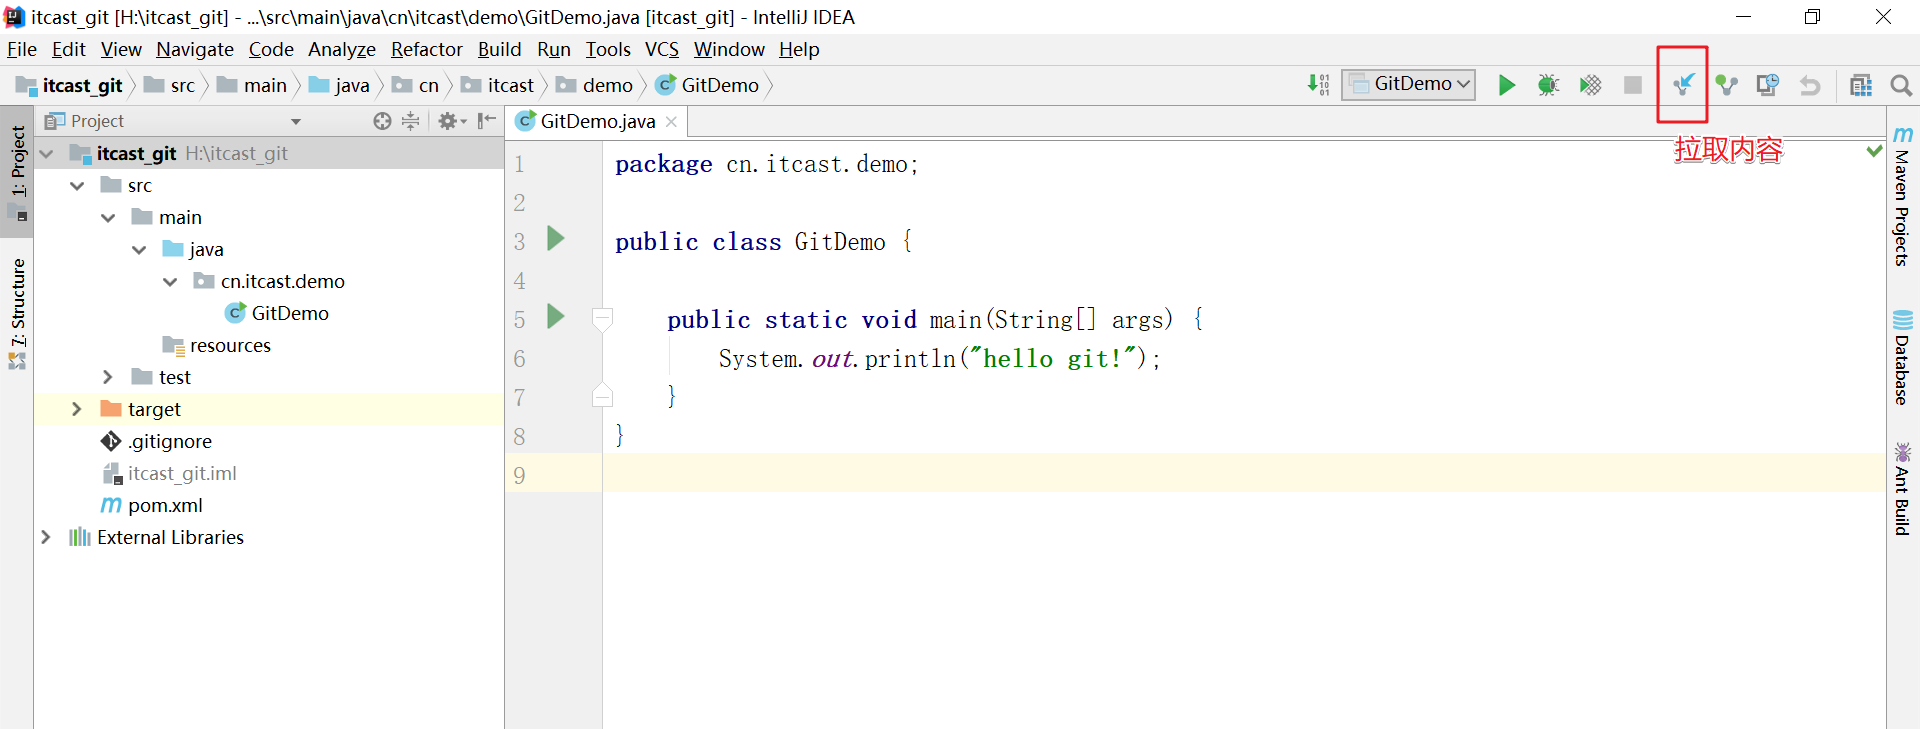 itcast_git [H:\itcast_git] - ...\src\main\java\cn\itcast\demo\GitDemo.java [itcast_git] - IntelliJ IDEA
File Edit View Navigate Code Analyze Refactor Build Run Tools VCS Window Help
itcast_git src main java cn itcast demo GitDemo
GitDemo
拉取内容
1: Project
7: Structure
Project
itcast_git H:\itcast_git
src
main
java
cn.itcast.demo
GitDemo
resources
test
target
.gitignore
itcast_git.iml
pom.xml
External Libraries
GitDemo.java
1 package cn.itcast.demo;
2
3 public class GitDemo {
4
5 public static void main(String[] args) {
6 System.out.println("hello git!");
7 }
8 }
9
Maven Projects
Database
Ant Build